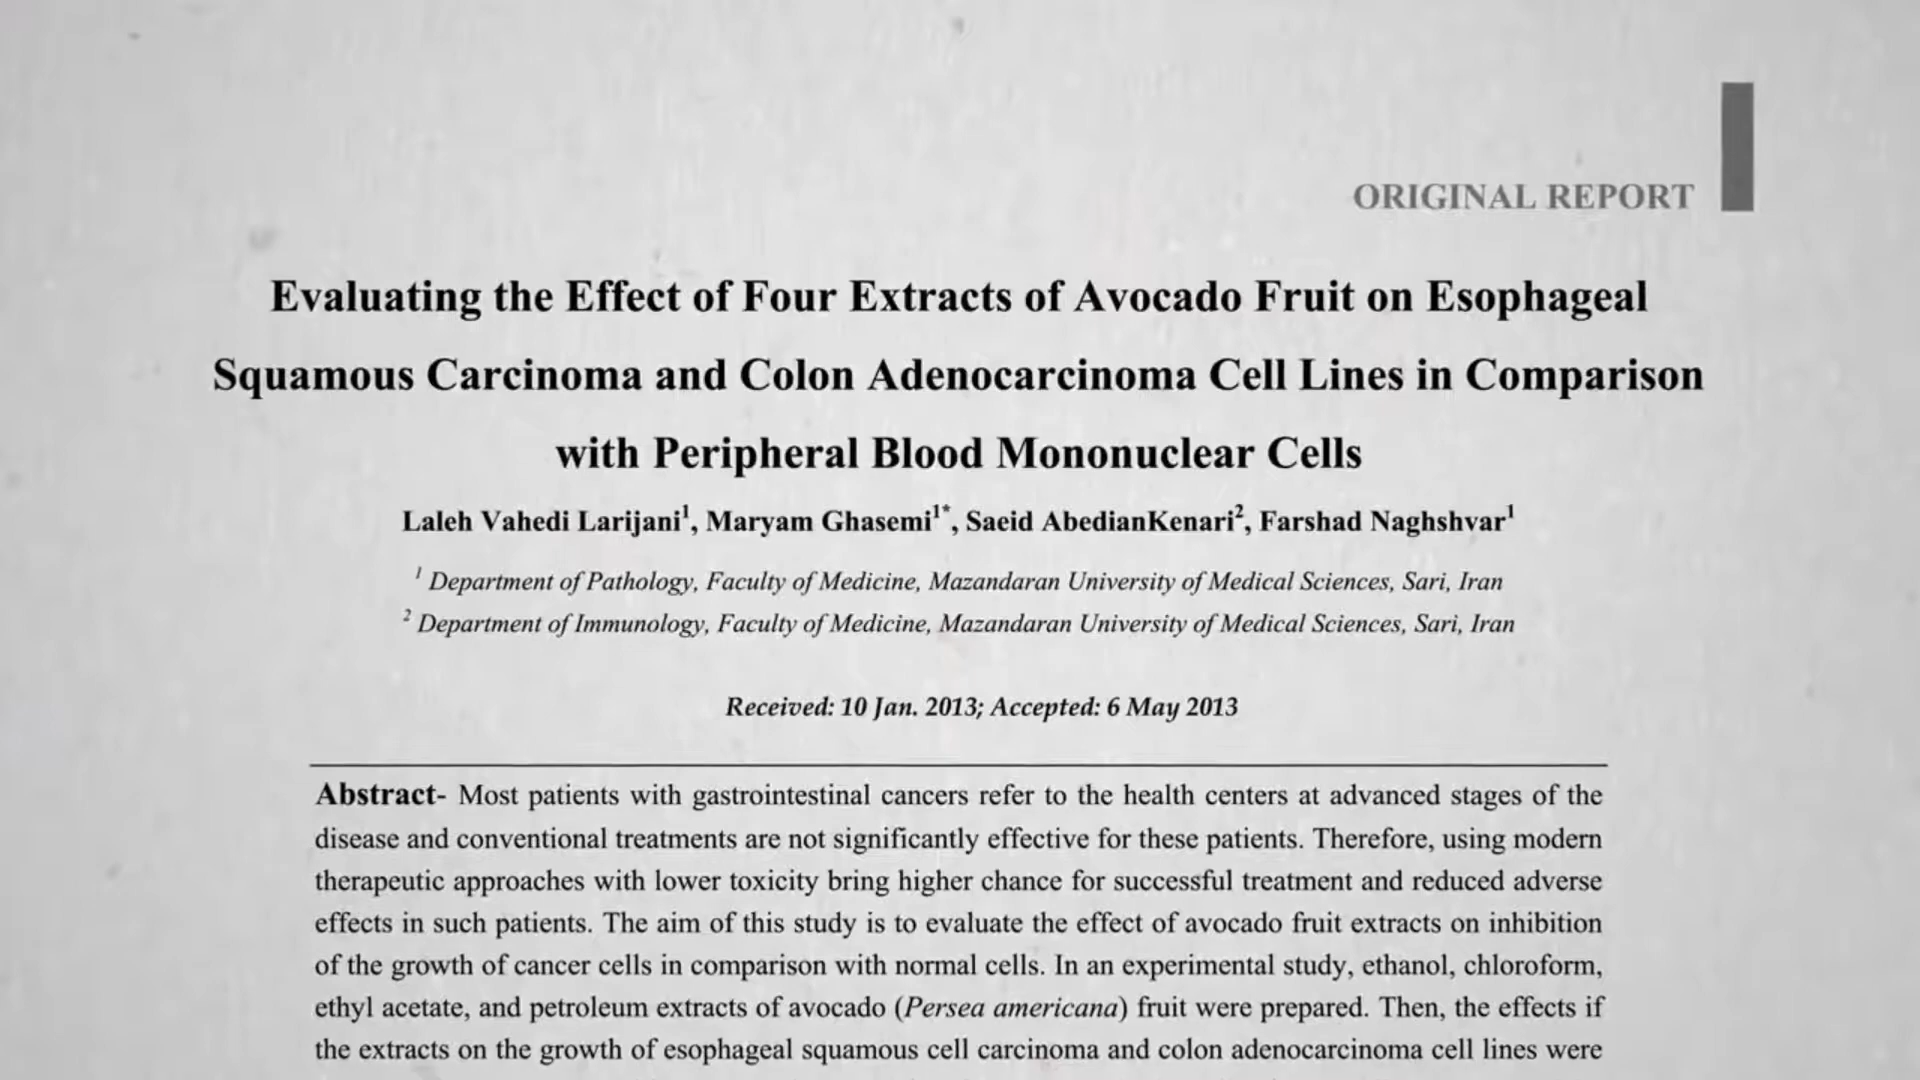 ORIGINAL REPORT
Evaluating the Effect of Four Extracts of Avocado Fruit on Esophageal
Squamous Carcinoma and Colon Adenocarcinoma Cell Lines in Comparison
with Peripheral Blood Mononuclear Cells
Laleh Vahedi Larijani¹, Maryam Ghasemi¹*, Saeid AbedianKenari², Farshad Naghshvar¹
¹ Department of Pathology, Faculty of Medicine, Mazandaran University of Medical Sciences, Sari, Iran
² Department of Immunology, Faculty of Medicine, Mazandaran University of Medical Sciences, Sari, Iran
Received: 10 Jan. 2013; Accepted: 6 May 2013
Abstract- Most patients with gastrointestinal cancers refer to the health centers at advanced stages of the
disease and conventional treatments are not significantly effective for these patients. Therefore, using modern
therapeutic approaches with lower toxicity bring higher chance for successful treatment and reduced adverse
effects in such patients. The aim of this study is to evaluate the effect of avocado fruit extracts on inhibition
of the growth of cancer cells in comparison with normal cells. In an experimental study, ethanol, chloroform,
ethyl acetate, and petroleum extracts of avocado (Persea americana) fruit were prepared. Then, the effects if
the extracts on the growth of esophageal squamous cell carcinoma and colon adenocarcinoma cell lines were